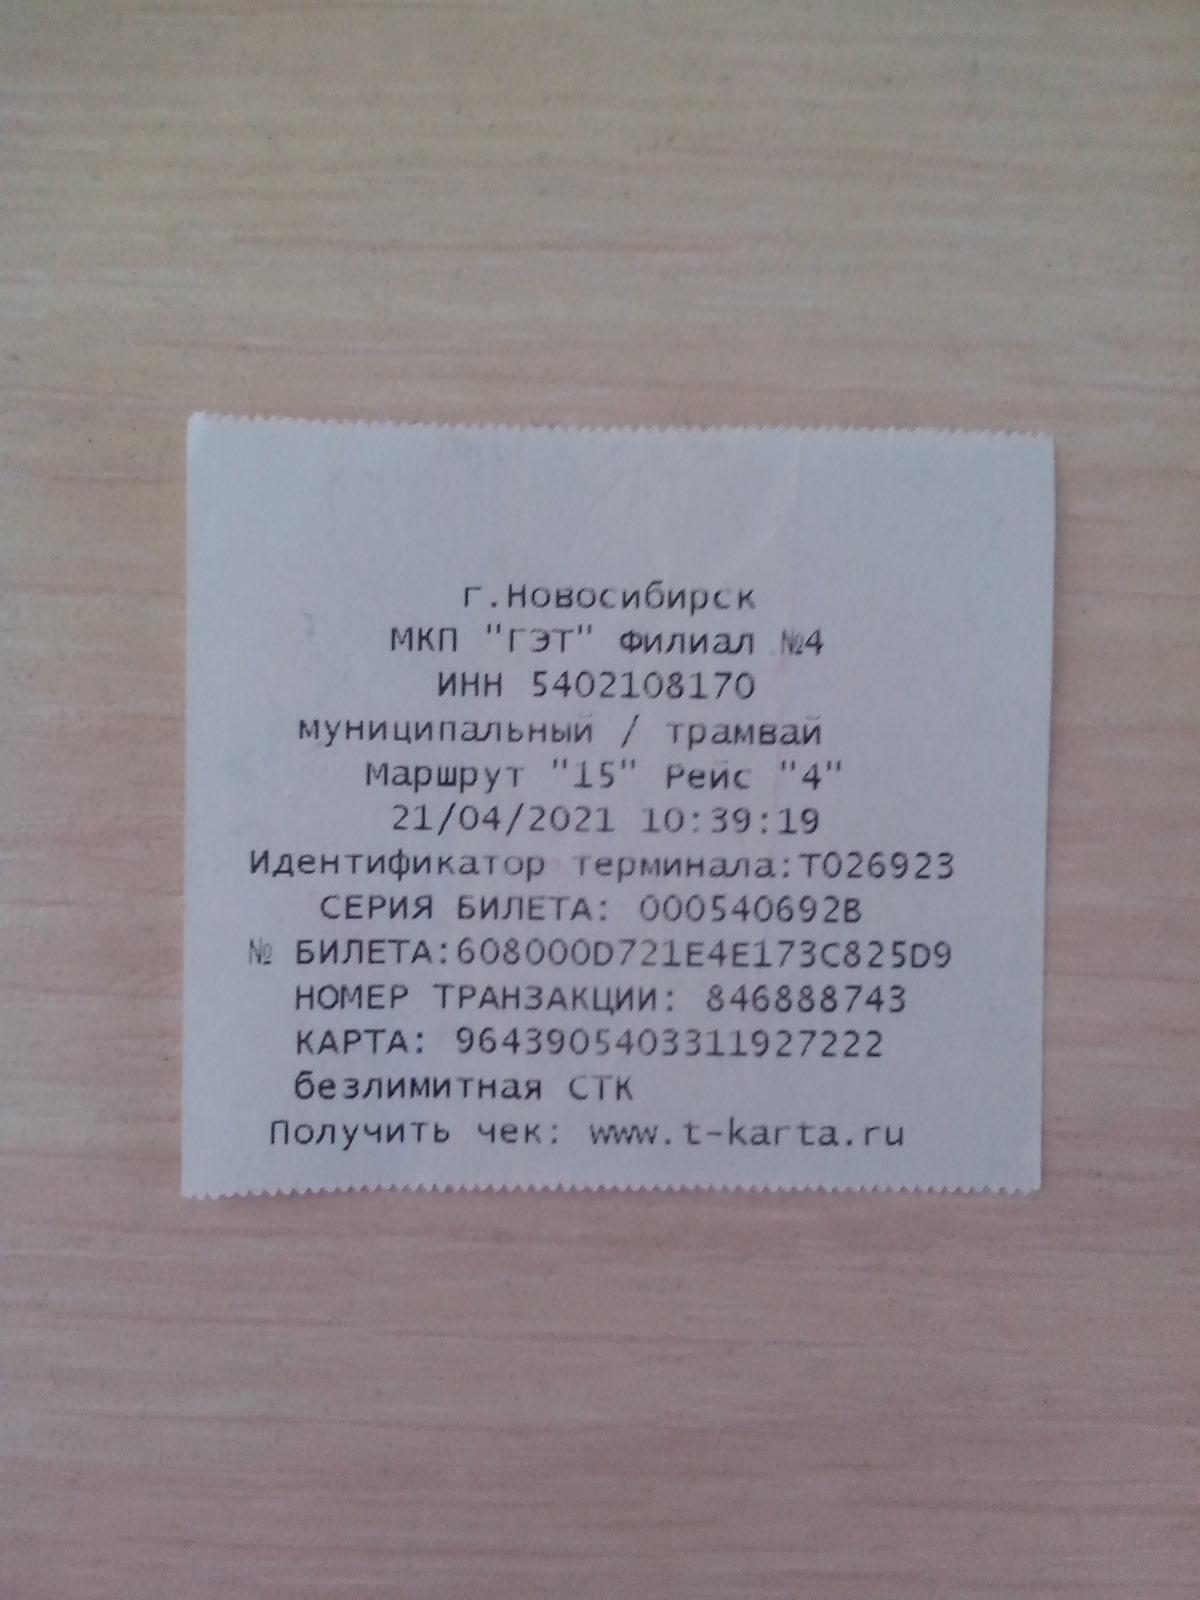 г.Новосибирск
МКП "ГЭТ" Филиал №4
ИНН 5402108170
муниципальный / трамвай
Маршрут "15" Рейс "4"
21/04/2021 10:39:19
Идентификатор терминала:Т026923
СЕРИЯ БИЛЕТА: 000540692B
№ БИЛЕТА:608000D721E4E173C825D9
НОМЕР ТРАНЗАКЦИИ: 846888743
КАРТА: 9643905403311927222
безлимитная СТК
Получить чек: www.t-karta.ru